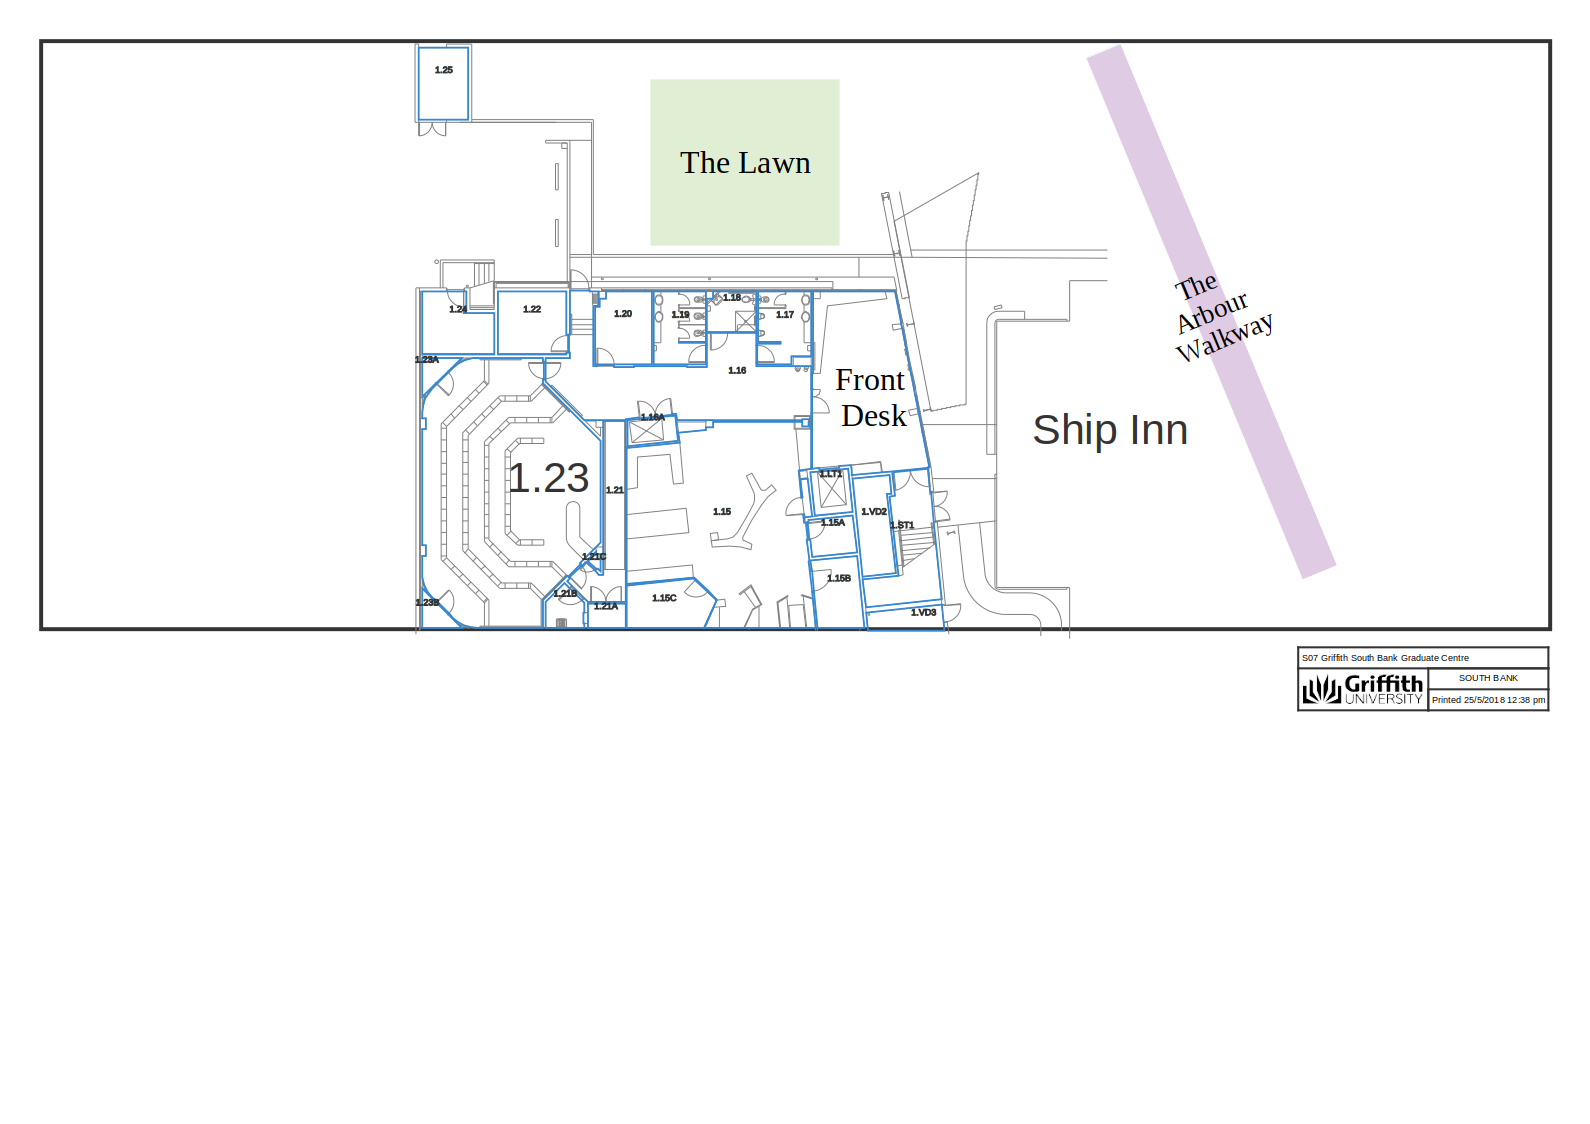 1.25
The Lawn
The
Arbour
Walkway
1.24
1.22
1.20
1.19
1.18
1.17
1.23A
1.16
Front
Desk
1.16A
Ship Inn
1.23
1.21
1.15
1.LT1
1.VD2
1.15A
1.ST1
1.21C
1.15B
1.21B
1.23B
1.21A
1.15C
1.VD3
S07 Griffith South Bank Graduate Centre
Griffith
UNIVERSITY
SOUTH BANK
Printed 25/5/2018 12:38 pm